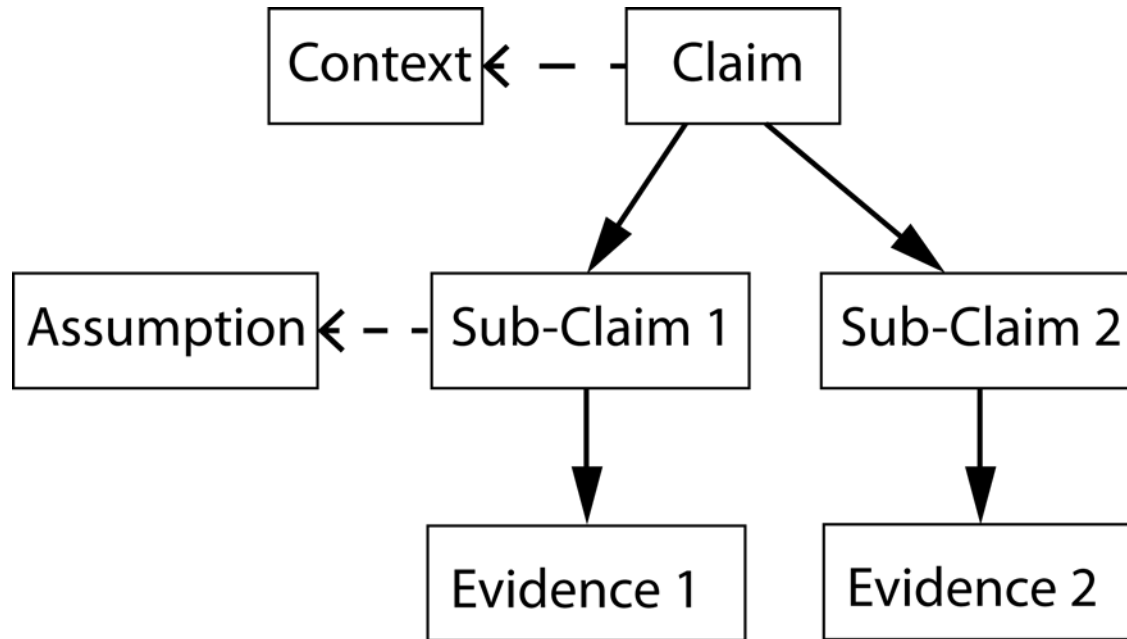 Context
Claim
Assumption
Sub-Claim 1
Sub-Claim 2
Evidence 1
Evidence 2